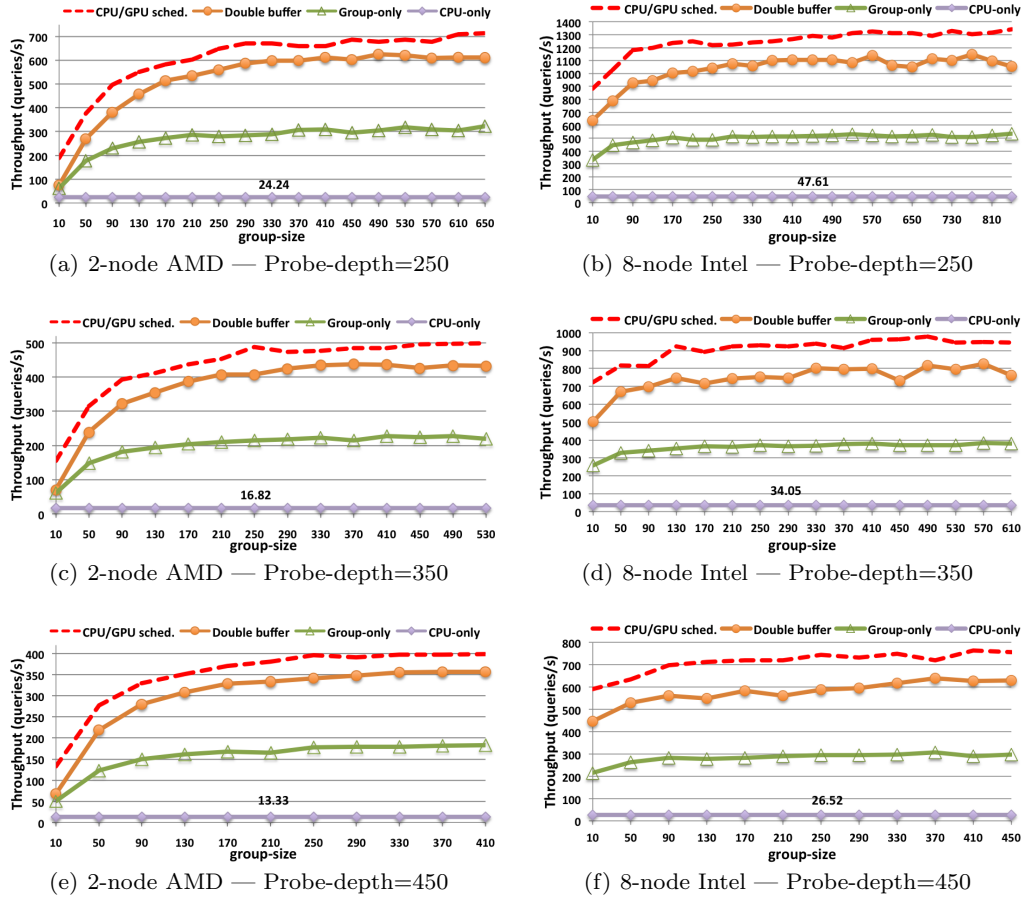 CPU/GPU sched. Double buffer Group-only CPU-only
Throughput (queries/s)
700
600
500
400
300
200
100
0
24.24
10 50 90 130 170 210 250 290 330 370 410 450 490 530 570 610 650
group-size
(a) 2-node AMD — Probe-depth=250
CPU/GPU sched. Double buffer Group-only CPU-only
Throughput (queries/s)
1400
1300
1200
1100
1000
900
800
700
600
500
400
300
200
100
0
47.61
10 90 170 250 330 410 490 570 650 730 810
group-size
(b) 8-node Intel — Probe-depth=250
CPU/GPU sched. Double buffer Group-only CPU-only
Throughput (queries/s)
500
400
300
200
100
0
16.82
10 50 90 130 170 210 250 290 330 370 410 450 490 530
group-size
(c) 2-node AMD — Probe-depth=350
CPU/GPU sched. Double buffer Group-only CPU-only
Throughput (queries/s)
1000
900
800
700
600
500
400
300
200
100
0
34.05
10 50 90 130 170 210 250 290 330 370 410 450 490 530 570 610
group-size
(d) 8-node Intel — Probe-depth=350
CPU/GPU sched. Double buffer Group-only CPU-only
Throughput (queries/s)
400
350
300
250
200
150
100
50
0
13.33
10 50 90 130 170 210 250 290 330 370 410
group-size
(e) 2-node AMD — Probe-depth=450
CPU/GPU sched. Double buffer Group-only CPU-only
Throughput (queries/s)
800
700
600
500
400
300
200
100
0
26.52
10 50 90 130 170 210 250 290 330 370 410 450
group-size
(f) 8-node Intel — Probe-depth=450